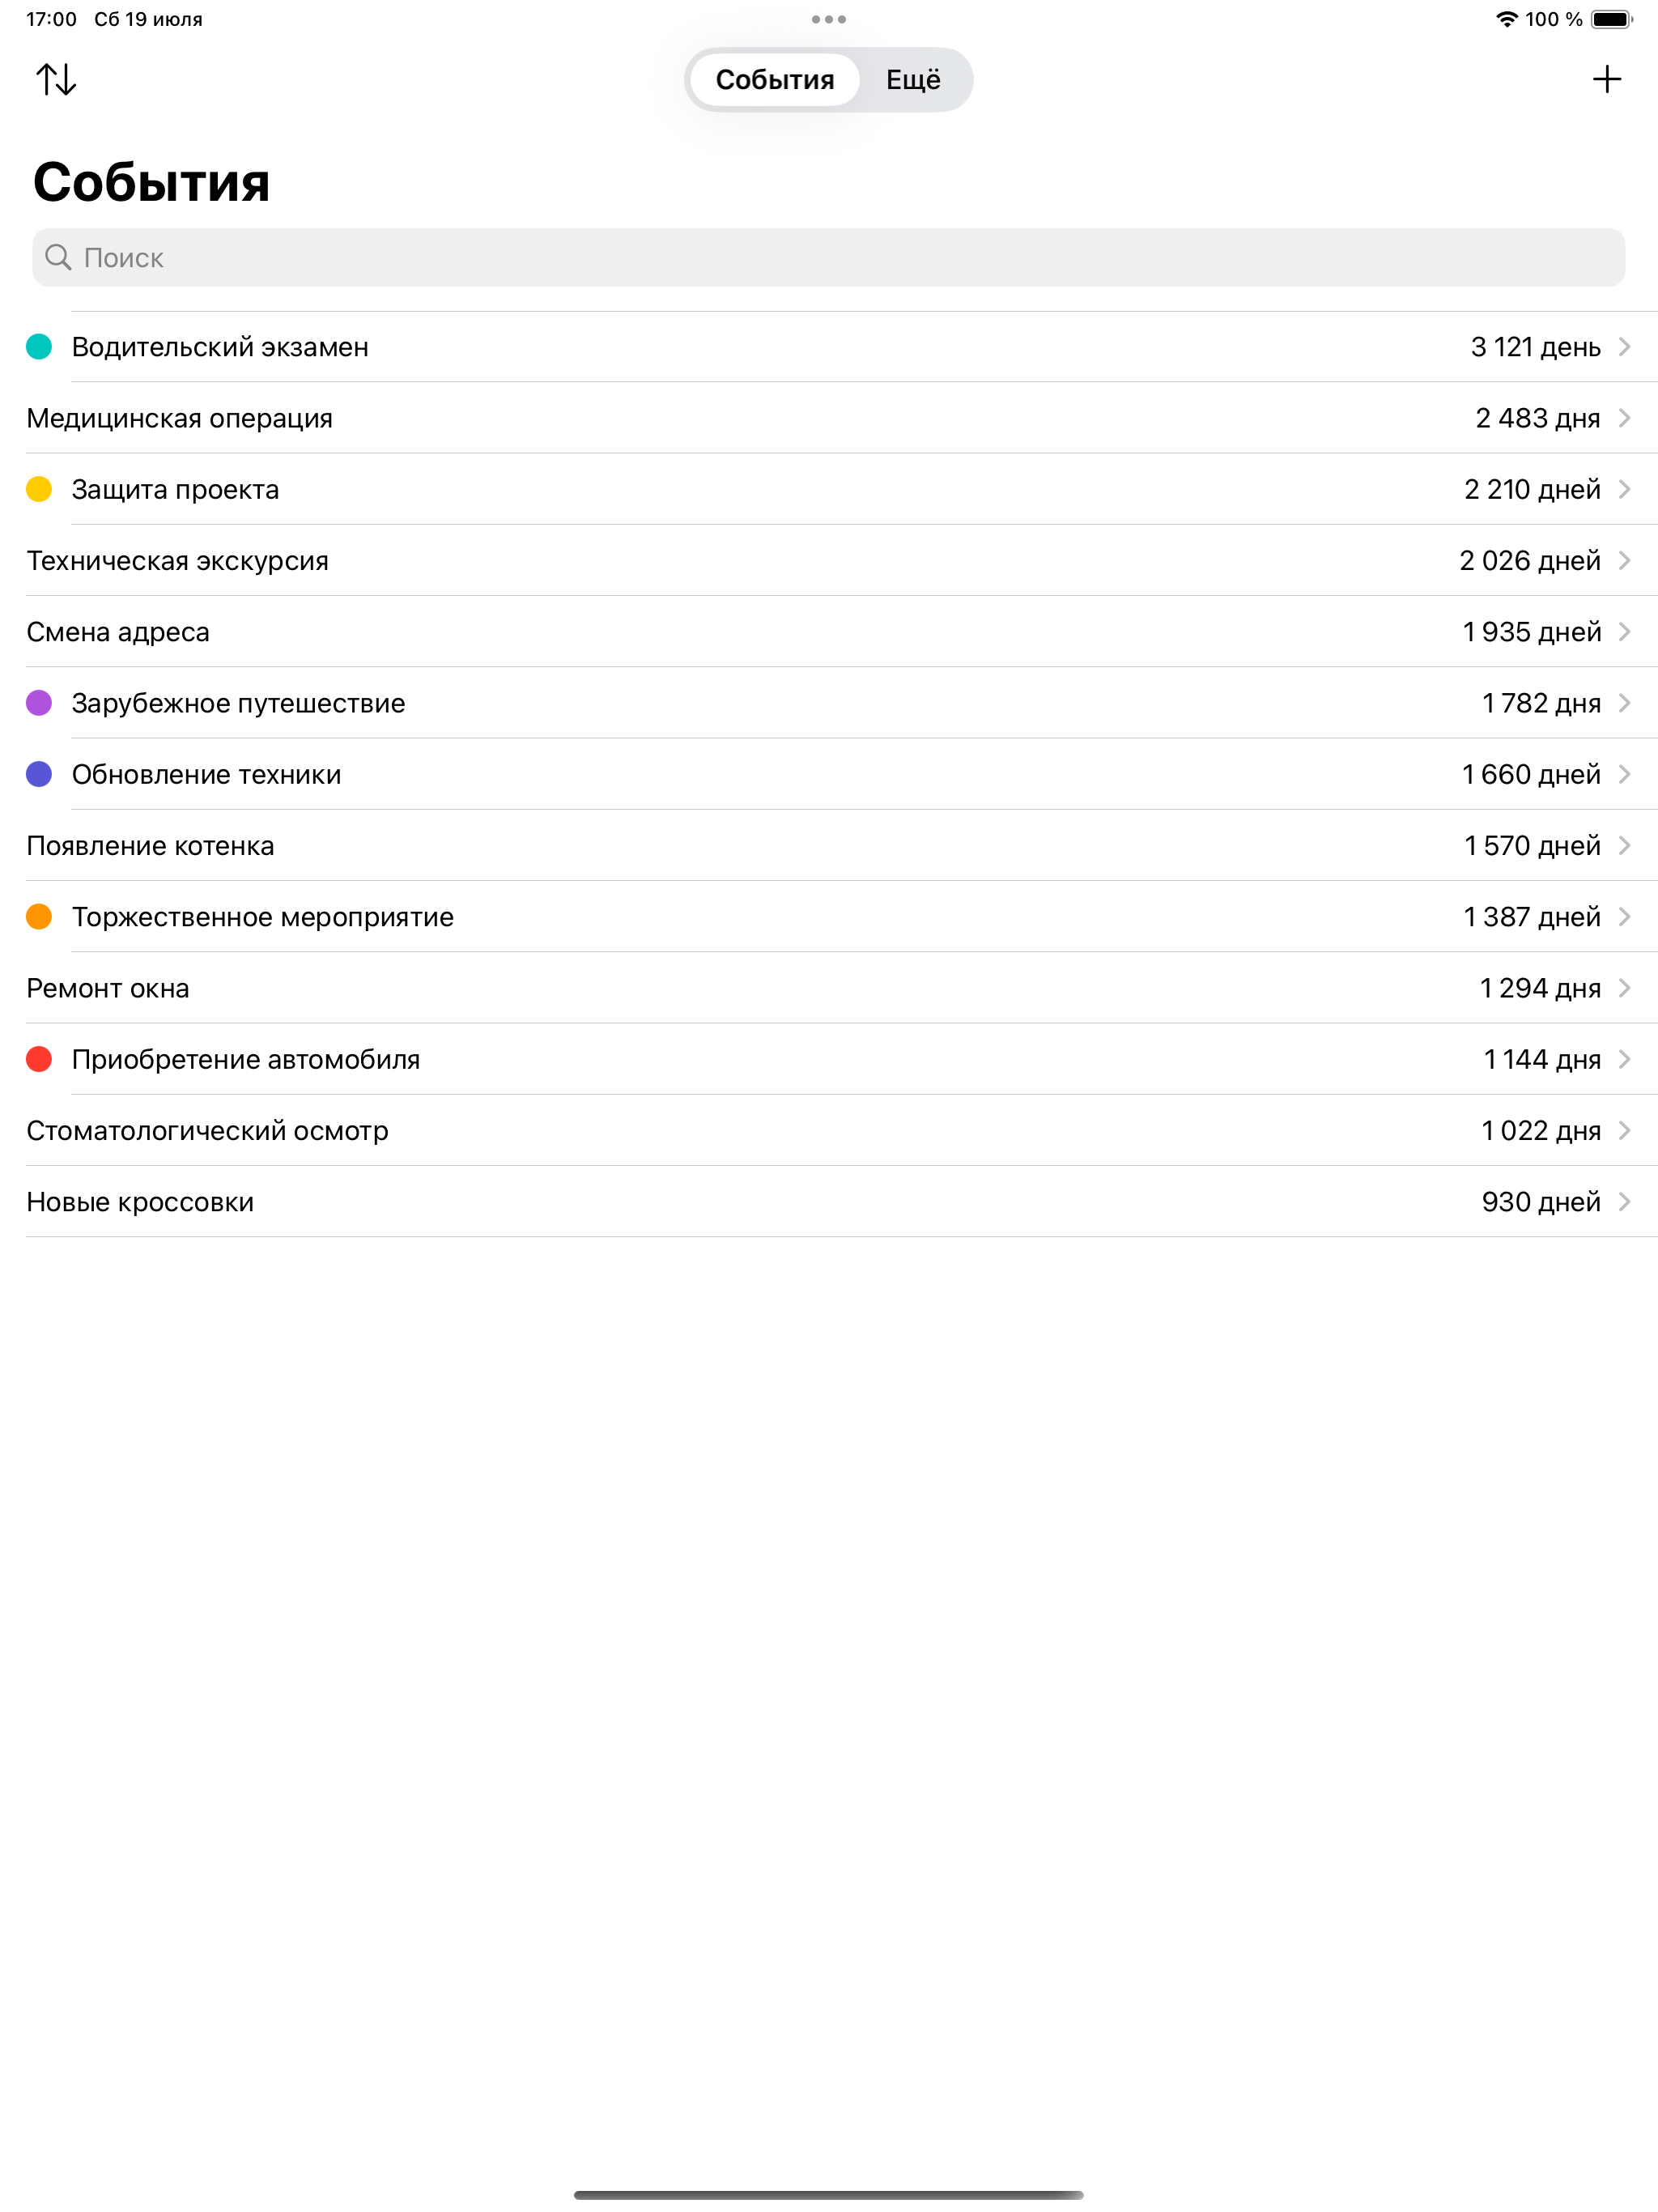 17:00 Сб 19 июля 100 %
События Ещё
События
Поиск
Водительский экзамен 3 121 день
Медицинская операция 2 483 дня
Защита проекта 2 210 дней
Техническая экскурсия 2 026 дней
Смена адреса 1 935 дней
Зарубежное путешествие 1 782 дня
Обновление техники 1 660 дней
Появление котенка 1 570 дней
Торжественное мероприятие 1 387 дней
Ремонт окна 1 294 дня
Приобретение автомобиля 1 144 дня
Стоматологический осмотр 1 022 дня
Новые кроссовки 930 дней